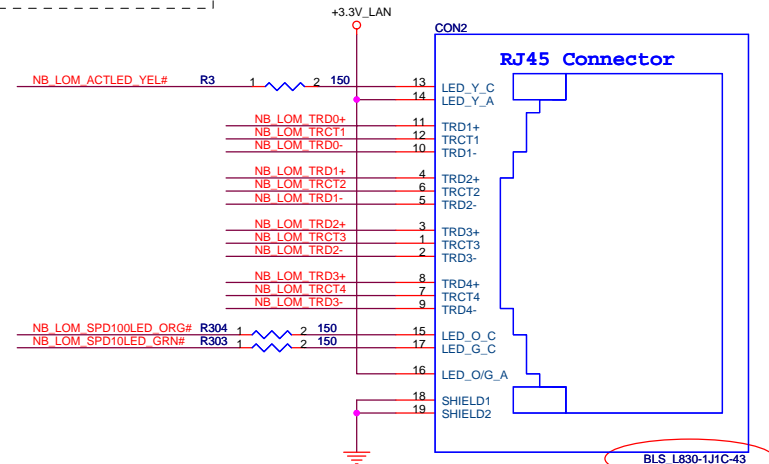 +3.3V_LAN
CON2
RJ45 Connector
NB_LOM_ACTLED_YEL# R3 1 2 150 13 LED_Y_C
14 LED_Y_A
NB_LOM_TRD0+ 11 TRD1+
NB_LOM_TRCT1 12 TRCT1
NB_LOM_TRD0- 10 TRD1-
NB_LOM_TRD1+ 4 TRD2+
NB_LOM_TRCT2 6 TRCT2
NB_LOM_TRD1- 5 TRD2-
NB_LOM_TRD2+ 3 TRD3+
NB_LOM_TRCT3 1 TRCT3
NB_LOM_TRD2- 2 TRD3-
NB_LOM_TRD3+ 8 TRD4+
NB_LOM_TRCT4 7 TRCT4
NB_LOM_TRD3- 9 TRD4-
NB_LOM_SPD100LED_ORG# R304 1 2 150 15 LED_O_C
NB_LOM_SPD10LED_GRN# R303 1 2 150 17 LED_G_C
16 LED_O/G_A
18 SHIELD1
19 SHIELD2
BLS_L830-1J1C-43